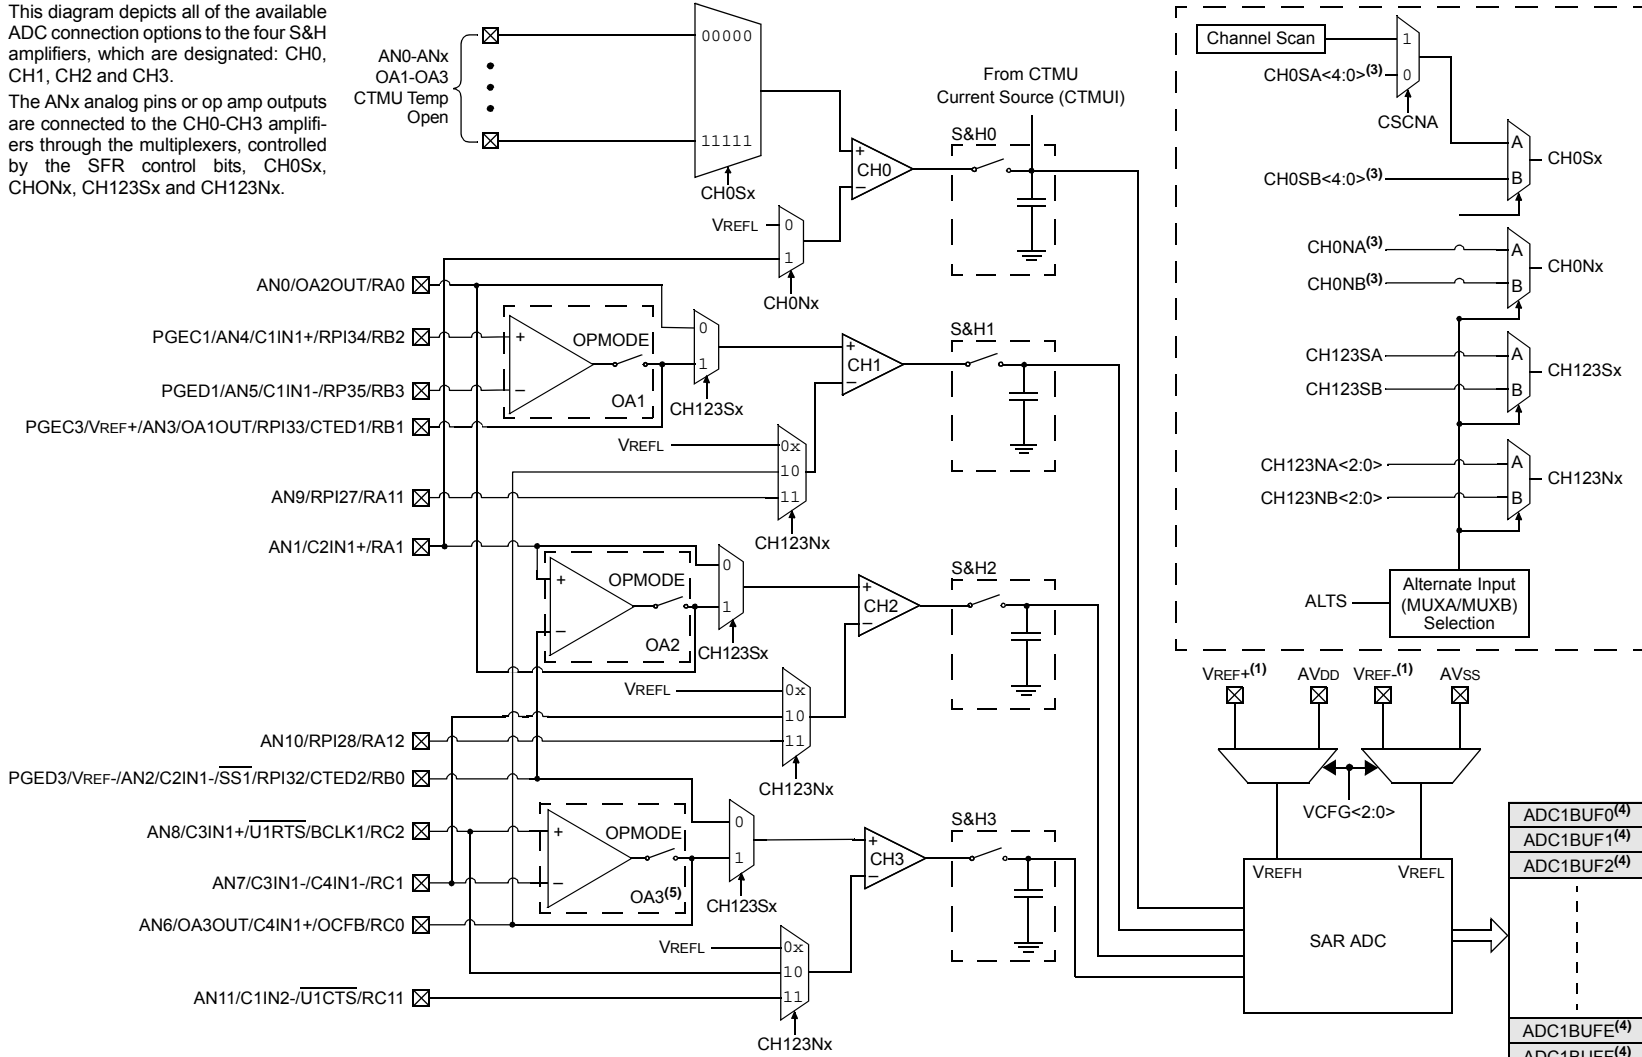 This diagram depicts all of the available
ADC connection options to the four S&H
amplifiers, which are designated: CH0,
CH1, CH2 and CH3.
The ANx analog pins or op amp outputs
are connected to the CH0-CH3 amplifi-
ers through the multiplexers, controlled
by the SFR control bits, CH0Sx,
CHONx, CH123Sx and CH123Nx.
AN0-ANx
OA1-OA3
CTMU Temp
Open
00000
11111
CH0Sx
From CTMU
Current Source (CTMUI)
S&H0
+
CH0
–
VREFL
0
1
CH0Nx
AN0/OA2OUT/RA0
PGEC1/AN4/C1IN1+/RPI34/RB2
PGED1/AN5/C1IN1-/RP35/RB3
PGEC3/VREF+/AN3/OA1OUT/RPI33/CTED1/RB1
+
–
OPMODE
OA1
0
1
CH123Sx
+
CH1
–
S&H1
VREFL
0x
10
11
CH123Nx
AN9/RPI27/RA11
AN1/C2IN1+/RA1
+
–
OPMODE
OA2
0
1
CH123Sx
+
CH2
–
S&H2
VREFL
0x
10
11
CH123Nx
AN10/RPI28/RA12
PGED3/VREF-/AN2/C2IN1-/SS1/RPI32/CTED2/RB0
AN8/C3IN1+/U1RTS/BCLK1/RC2
AN7/C3IN1-/C4IN1-/RC1
AN6/OA3OUT/C4IN1+/OCFB/RC0
+
–
OPMODE
OA3(5)
0
1
CH123Sx
+
CH3
–
S&H3
VREFL
0x
10
11
CH123Nx
AN11/C1IN2-/U1CTS/RC11
Channel Scan
1
CH0SA<4:0>(3)
0
CSCNA
A
CH0Sx
CH0SB<4:0>(3)
B
CH0NA(3)
A
CH0Nx
CH0NB(3)
B
CH123SA
A
CH123Sx
CH123SB
B
CH123NA<2:0>
A
CH123Nx
CH123NB<2:0>
B
ALTS
Alternate Input
(MUXA/MUXB)
Selection
VREF+(1)
AVDD
VREF-(1)
AVSS
VCFG<2:0>
VREFH
VREFL
SAR ADC
ADC1BUF0(4)
ADC1BUF1(4)
ADC1BUF2(4)
ADC1BUFE(4)
ADC1BUFF(4)